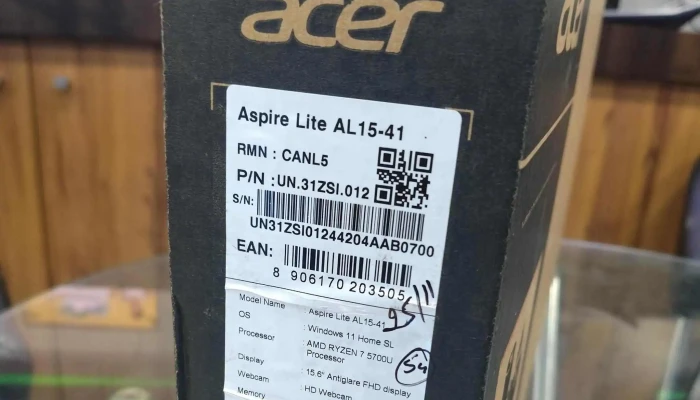 acer
Aspire Lite AL15-41
RMN : CANL5
P/N :UN.31ZSI.012
S/N:
UN31ZSI01244204AAB0700
EAN:
8 906170 203505
Model Name : Aspire Lite AL15-41
OS : Windows 11 Home SL
Processor : AMD RYZEN 7 5700U
Processor
Display : 15.6" Antiglare FHD display
Webcam : HD Webcam
Memory